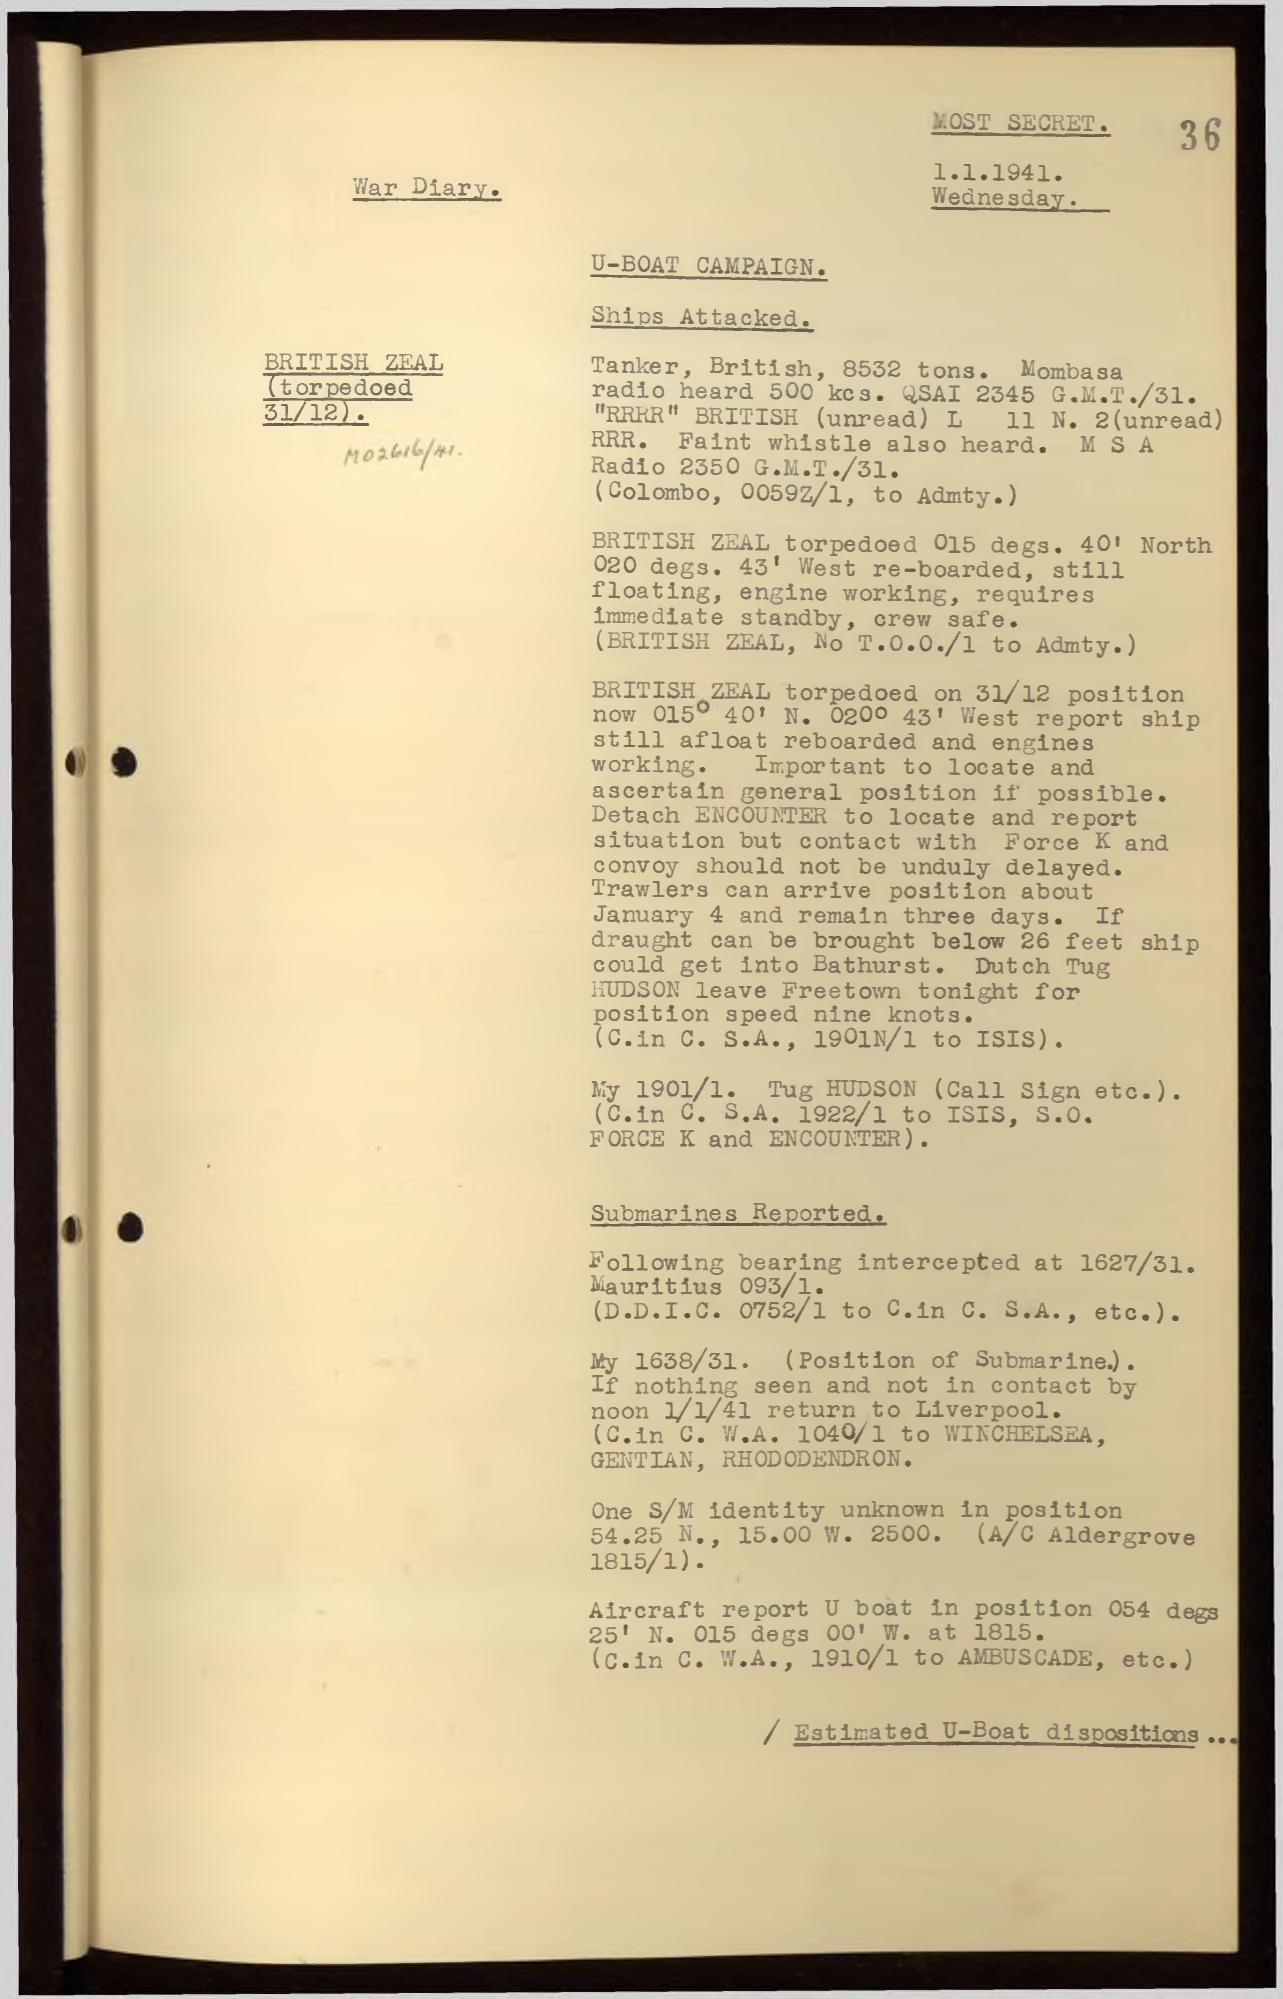 MOST SECRET.
36
1.1.1941.
Wednesday.
War Diary.
U-BOAT CAMPAIGN.
Ships Attacked.
BRITISH ZEAL
(torpedoed
31/12).
M02616/41.
Tanker, British, 8532 tons. Mombasa
radio heard 500 kcs. QSAI 2345 G.M.T./31.
"RRRR" BRITISH (unread) L 11 N. 2(unread)
RRR. Faint whistle also heard. M S A
Radio 2350 G.M.T./31.
(Colombo, 0059Z/1, to Admty.)
BRITISH ZEAL torpedoed 015 degs. 40' North
020 degs. 43' West re-boarded, still
floating, engine working, requires
immediate standby, crew safe.
(BRITISH ZEAL, No T.O.O./1 to Admty.)
BRITISH ZEAL torpedoed on 31/12 position
now 015° 40' N. 020° 43' West report ship
still afloat reboarded and engines
working. Important to locate and
ascertain general position if possible.
Detach ENCOUNTER to locate and report
situation but contact with Force K and
convoy should not be unduly delayed.
Trawlers can arrive position about
January 4 and remain three days. If
draught can be brought below 26 feet ship
could get into Bathurst. Dutch Tug
HUDSON leave Freetown tonight for
position speed nine knots.
(C.in C. S.A., 1901N/1 to ISIS).
My 1901/1. Tug HUDSON (Call Sign etc.).
(C.in C. S.A. 1922/1 to ISIS, S.O.
FORCE K and ENCOUNTER).
Submarines Reported.
Following bearing intercepted at 1627/31.
Mauritius 093/1.
(D.D.I.C. 0752/1 to C.in C. S.A., etc.).
My 1638/31. (Position of Submarine.).
If nothing seen and not in contact by
noon 1/1/41 return to Liverpool.
(C.in C. W.A. 1040/1 to WINCHELSEA,
GENTIAN, RHODODENDRON.
One S/M identity unknown in position
54.25 N., 15.00 W. 2500. (A/C Aldergrove
1815/1).
Aircraft report U boat in position 054 degs
25' N. 015 degs 00' W. at 1815.
(C.in C. W.A., 1910/1 to AMBUSCADE, etc.)
/ Estimated U-Boat dispositions...